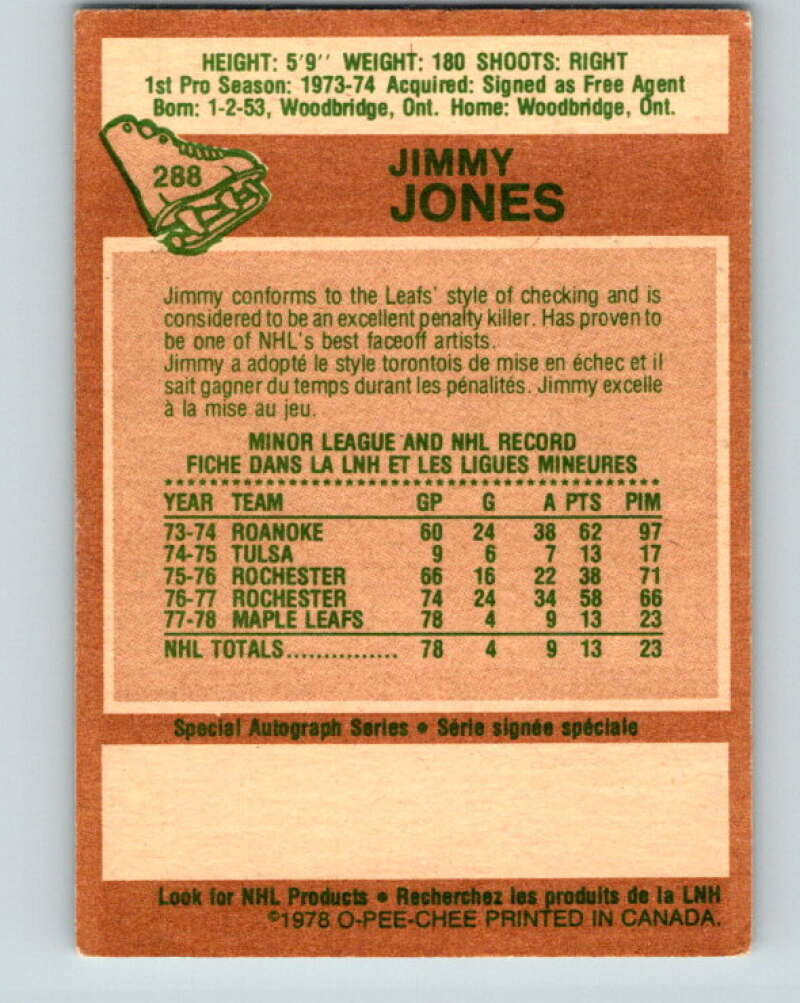 HEIGHT: 5'9'' WEIGHT: 180 SHOOTS: RIGHT
1st Pro Season: 1973-74 Acquired: Signed as Free Agent
Born: 1-2-53, Woodbridge, Ont. Home: Woodbridge, Ont.
288
JIMMY
JONES
Jimmy conforms to the Leafs' style of checking and is
considered to be an excellent penalty killer. Has proven to
be one of NHL's best faceoff artists.
Jimmy a adopté le style torontois de mise en échec et il
sait gagner du temps durant les pénalités. Jimmy excelle
à la mise au jeu.
MINOR LEAGUE AND NHL RECORD
FICHE DANS LA LNH ET LES LIGUES MINEURES
YEAR TEAM GP G A PTS PIM
73-74 ROANOKE 60 24 38 62 97
74-75 TULSA 9 6 7 13 17
75-76 ROCHESTER 66 16 22 38 71
76-77 ROCHESTER 74 24 34 58 66
77-78 MAPLE LEAFS 78 4 9 13 23
NHL TOTALS............... 78 4 9 13 23
Special Autograph Series • Série signée spéciale
Look for NHL Products • Recherchez les produits de la LNH
©1978 O-PEE-CHEE PRINTED IN CANADA.